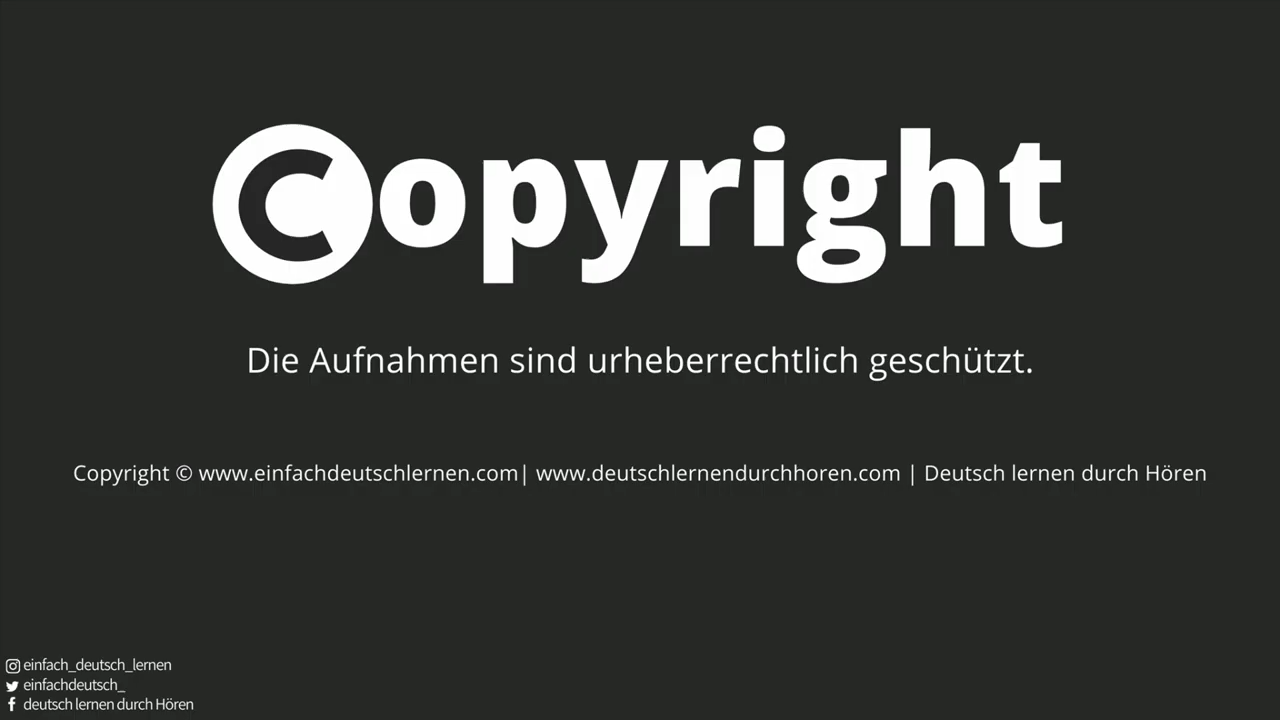 Copyright
Die Aufnahmen sind urheberrechtlich geschützt.
Copyright © www.einfachdeutschlernen.com| www.deutschlernendurchhoren.com | Deutsch lernen durch Hören
einfach_deutsch_lernen
einfachdeutsch_
deutsch lernen durch Hören